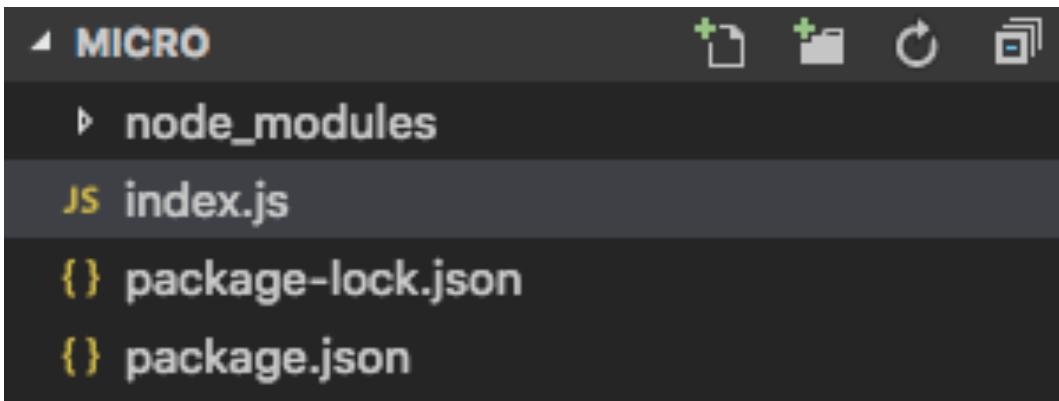 MICRO
node_modules
JS index.js
{} package-lock.json
{} package.json